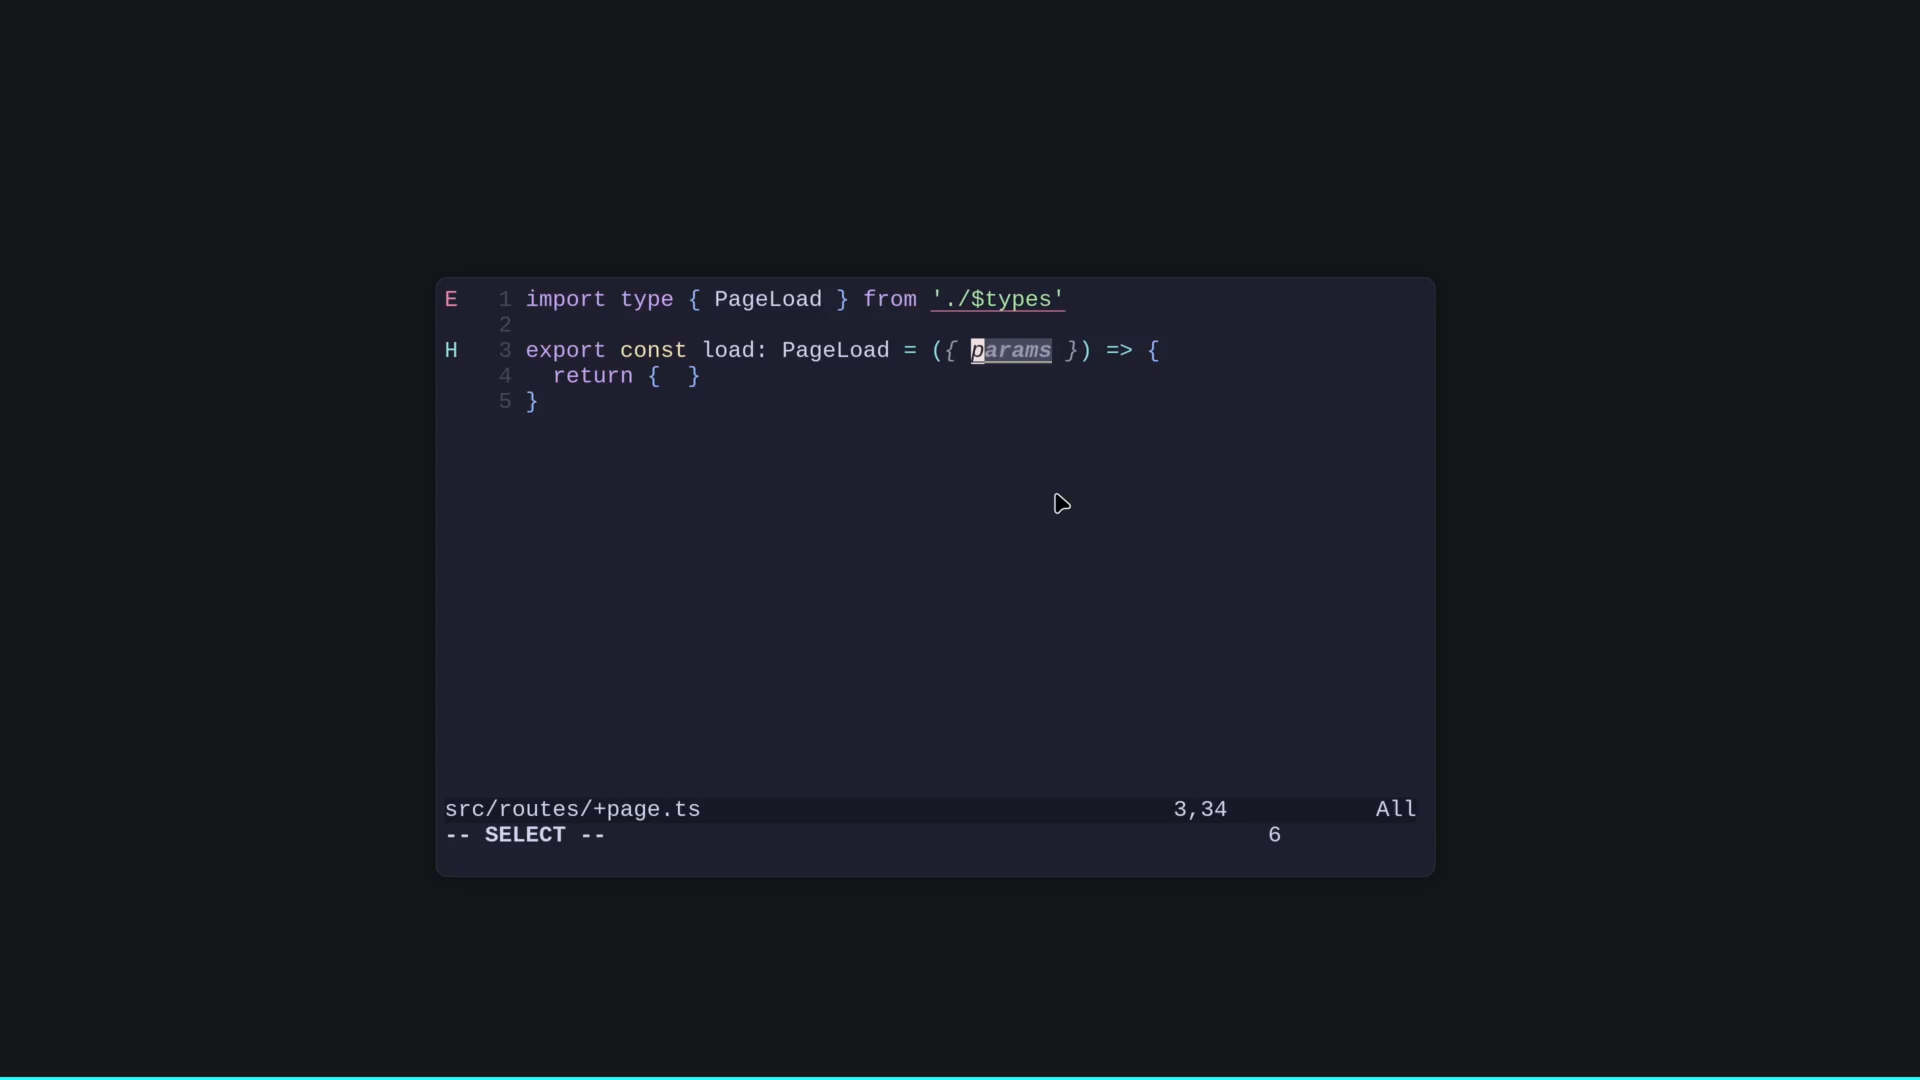 E 1 import type { PageLoad } from './$types'
2
H 3 export const load: PageLoad = ({ params }) => {
4 return { }
5 }
src/routes/+page.ts 3,34 All
-- SELECT -- 6